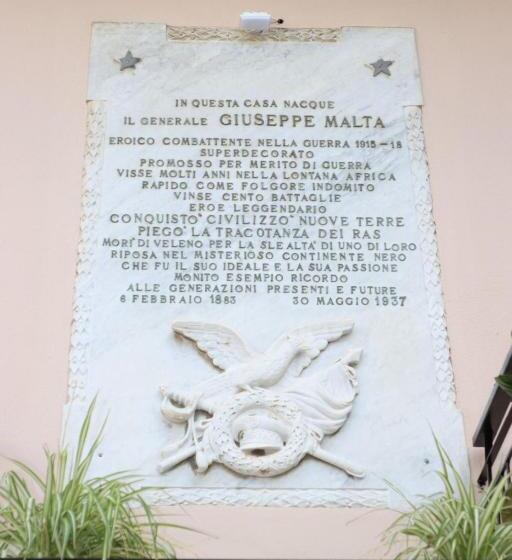 IN QUESTA CASA NACQUE
IL GENERALE GIUSEPPE MALTA
EROICO COMBATTENTE NELLA GUERRA 1915-18
SUPERDECORATO
PROMOSSO PER MERITO DI GUERRA
VISSE MOLTI ANNI NELLA LONTANA AFRICA
RAPIDO COME FOLGORE INDOMITO
VINSE CENTO BATTAGLIE
EROE LEGGENDARIO
CONQUISTO' CIVILIZZO' NUOVE TERRE
PIEGO' LA TRACOTANZA DEI RAS
MORI' DI VELENO PER LA SLEALTA' DI UNO DI LORO
RIPOSA NEL MISTERIOSO CONTINENTE NERO
CHE FU IL SUO IDEALE E LA SUA PASSIONE
MONITO ESEMPIO RICORDO
ALLE GENERAZIONI PRESENTI E FUTURE
6 FEBBRAIO 1883 30 MAGGIO 1937